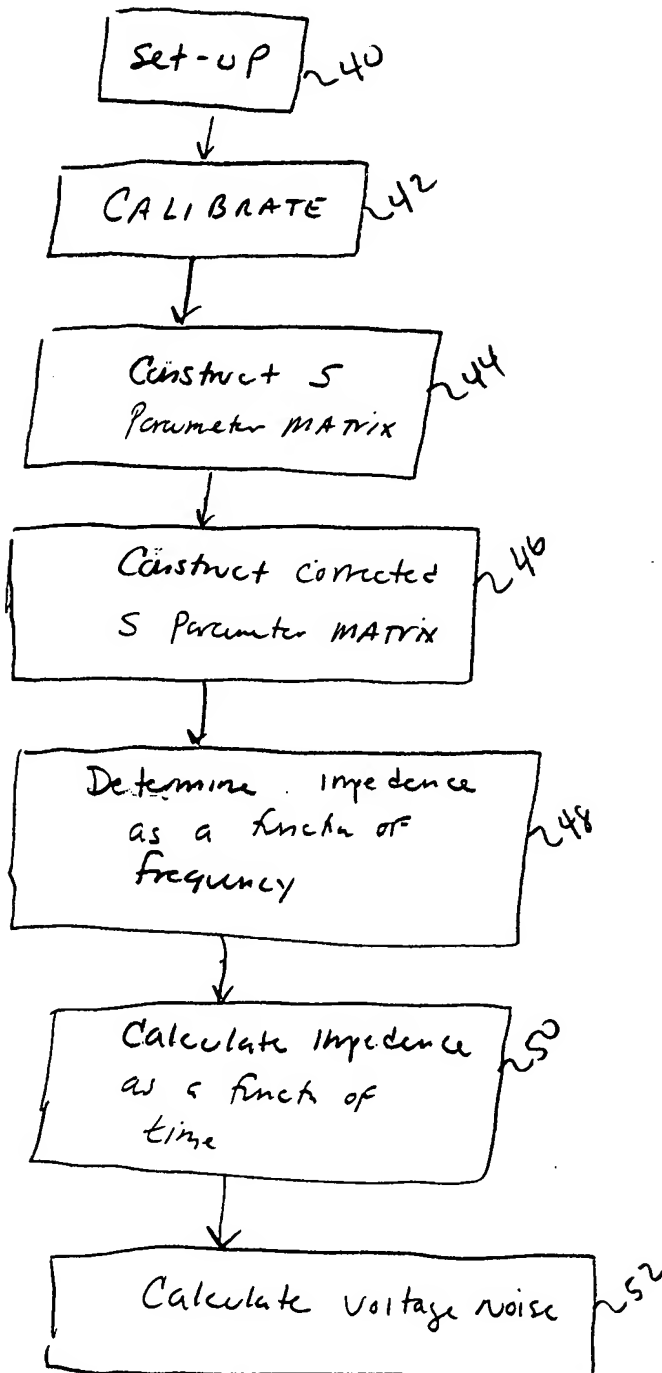 Set-up
40
CALIBRATE
42
Construct S
Parameter MATrix
44
Construct corrected
S Parameter MATrix
46
Determine impedence
as a functn of
frequncy
48
Calculate impedence
as a functn of
time
50
Calculate voltage noise
52